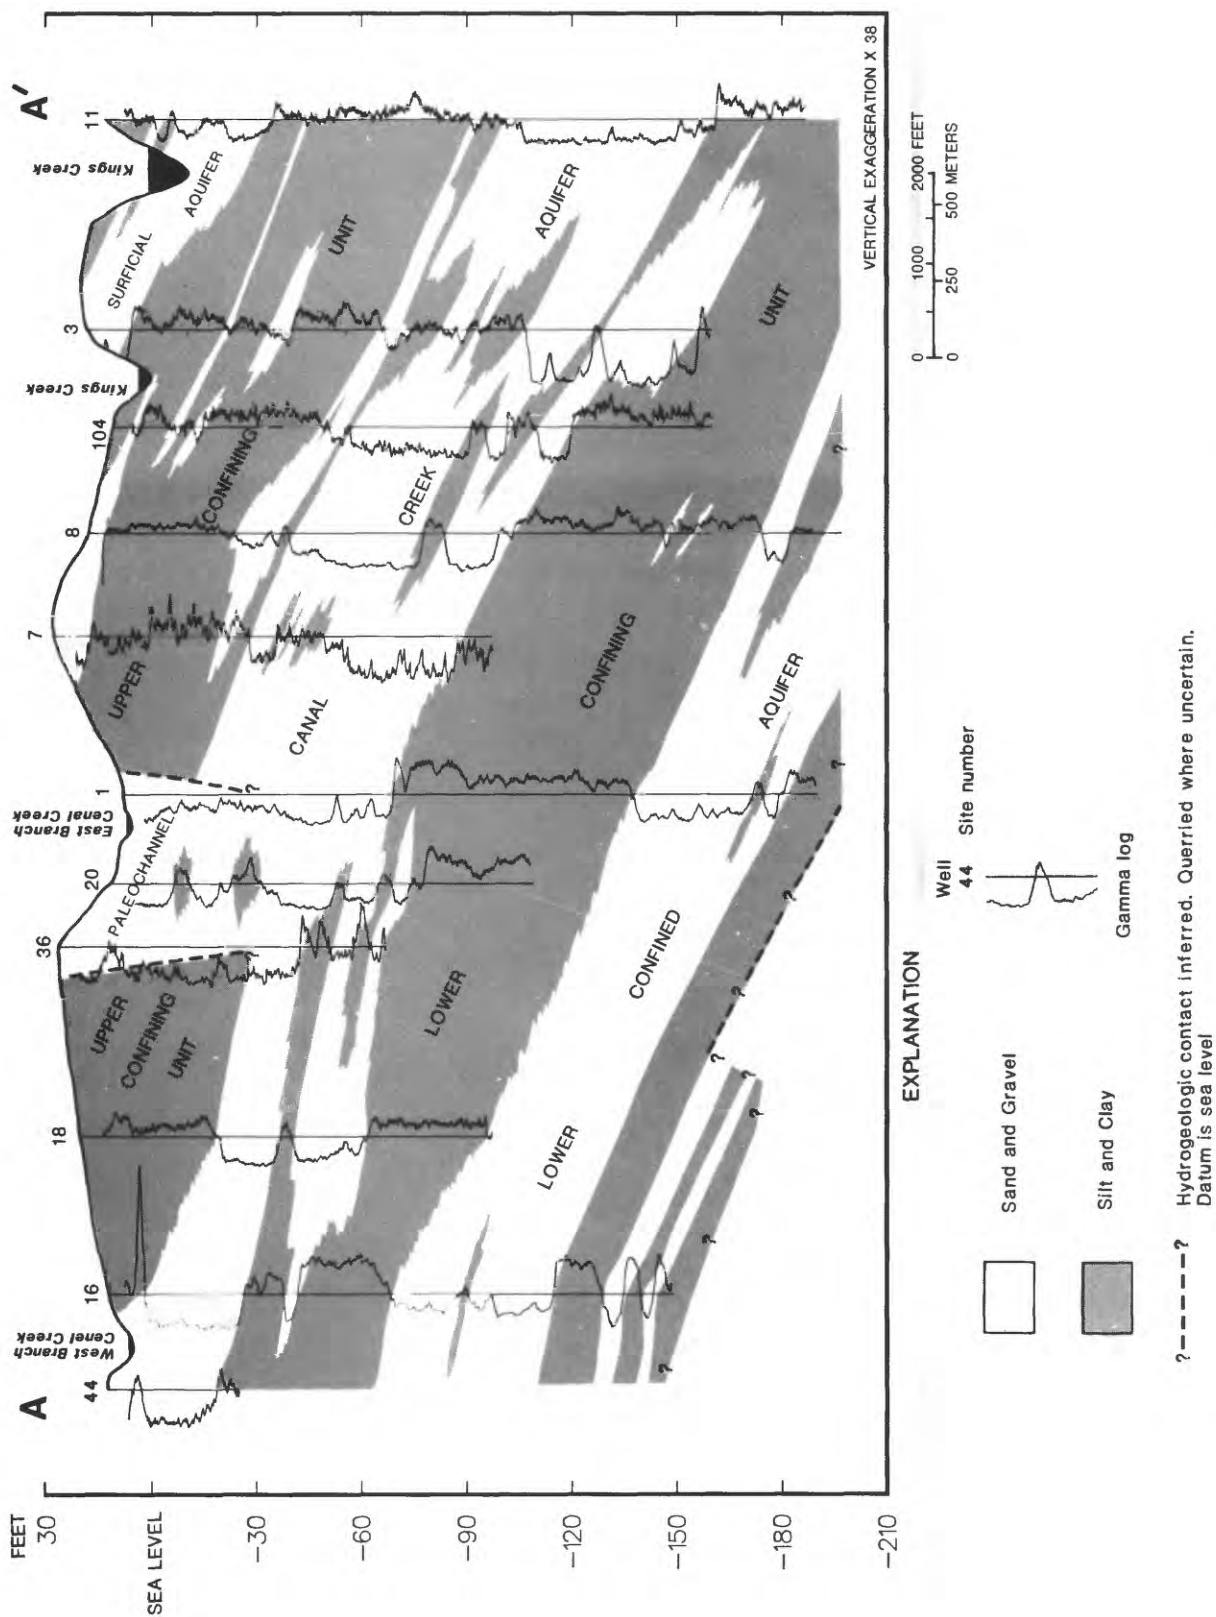 A
A'
FEET
30
SEA LEVEL
-30
-60
-90
-120
-150
-180
-210
44
West Branch
Cenel Creek
16
18
36
20
East Branch
Cenal Creek
1
7
8
104
Kings Creek
3
Kings Creek
11
UPPER
CONFINING
UNIT
PALEOCHANNEL
UPPER
CONFINING
UNIT
SURFICIAL
AQUIFER
CANAL
CREEK
AQUIFER
LOWER
CONFINING
UNIT
LOWER
CONFINED
AQUIFER
?
?
?
?
?
?
?
?
?
?
?
?
VERTICAL EXAGGERATION X 38
0 1000 2000 FEET
0 250 500 METERS
EXPLANATION
Sand and Gravel
Silt and Clay
?-----? Hydrogeologic contact inferred. Querried where uncertain.
Datum is sea level
Well
44 Site number
Gamma log